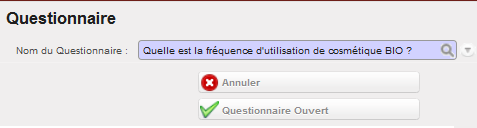 Questionnaire
Nom du Questionnaire : Quelle est la fréquence d'utilisation de cosmétique BIO ?
Annuler
Questionnaire Ouvert